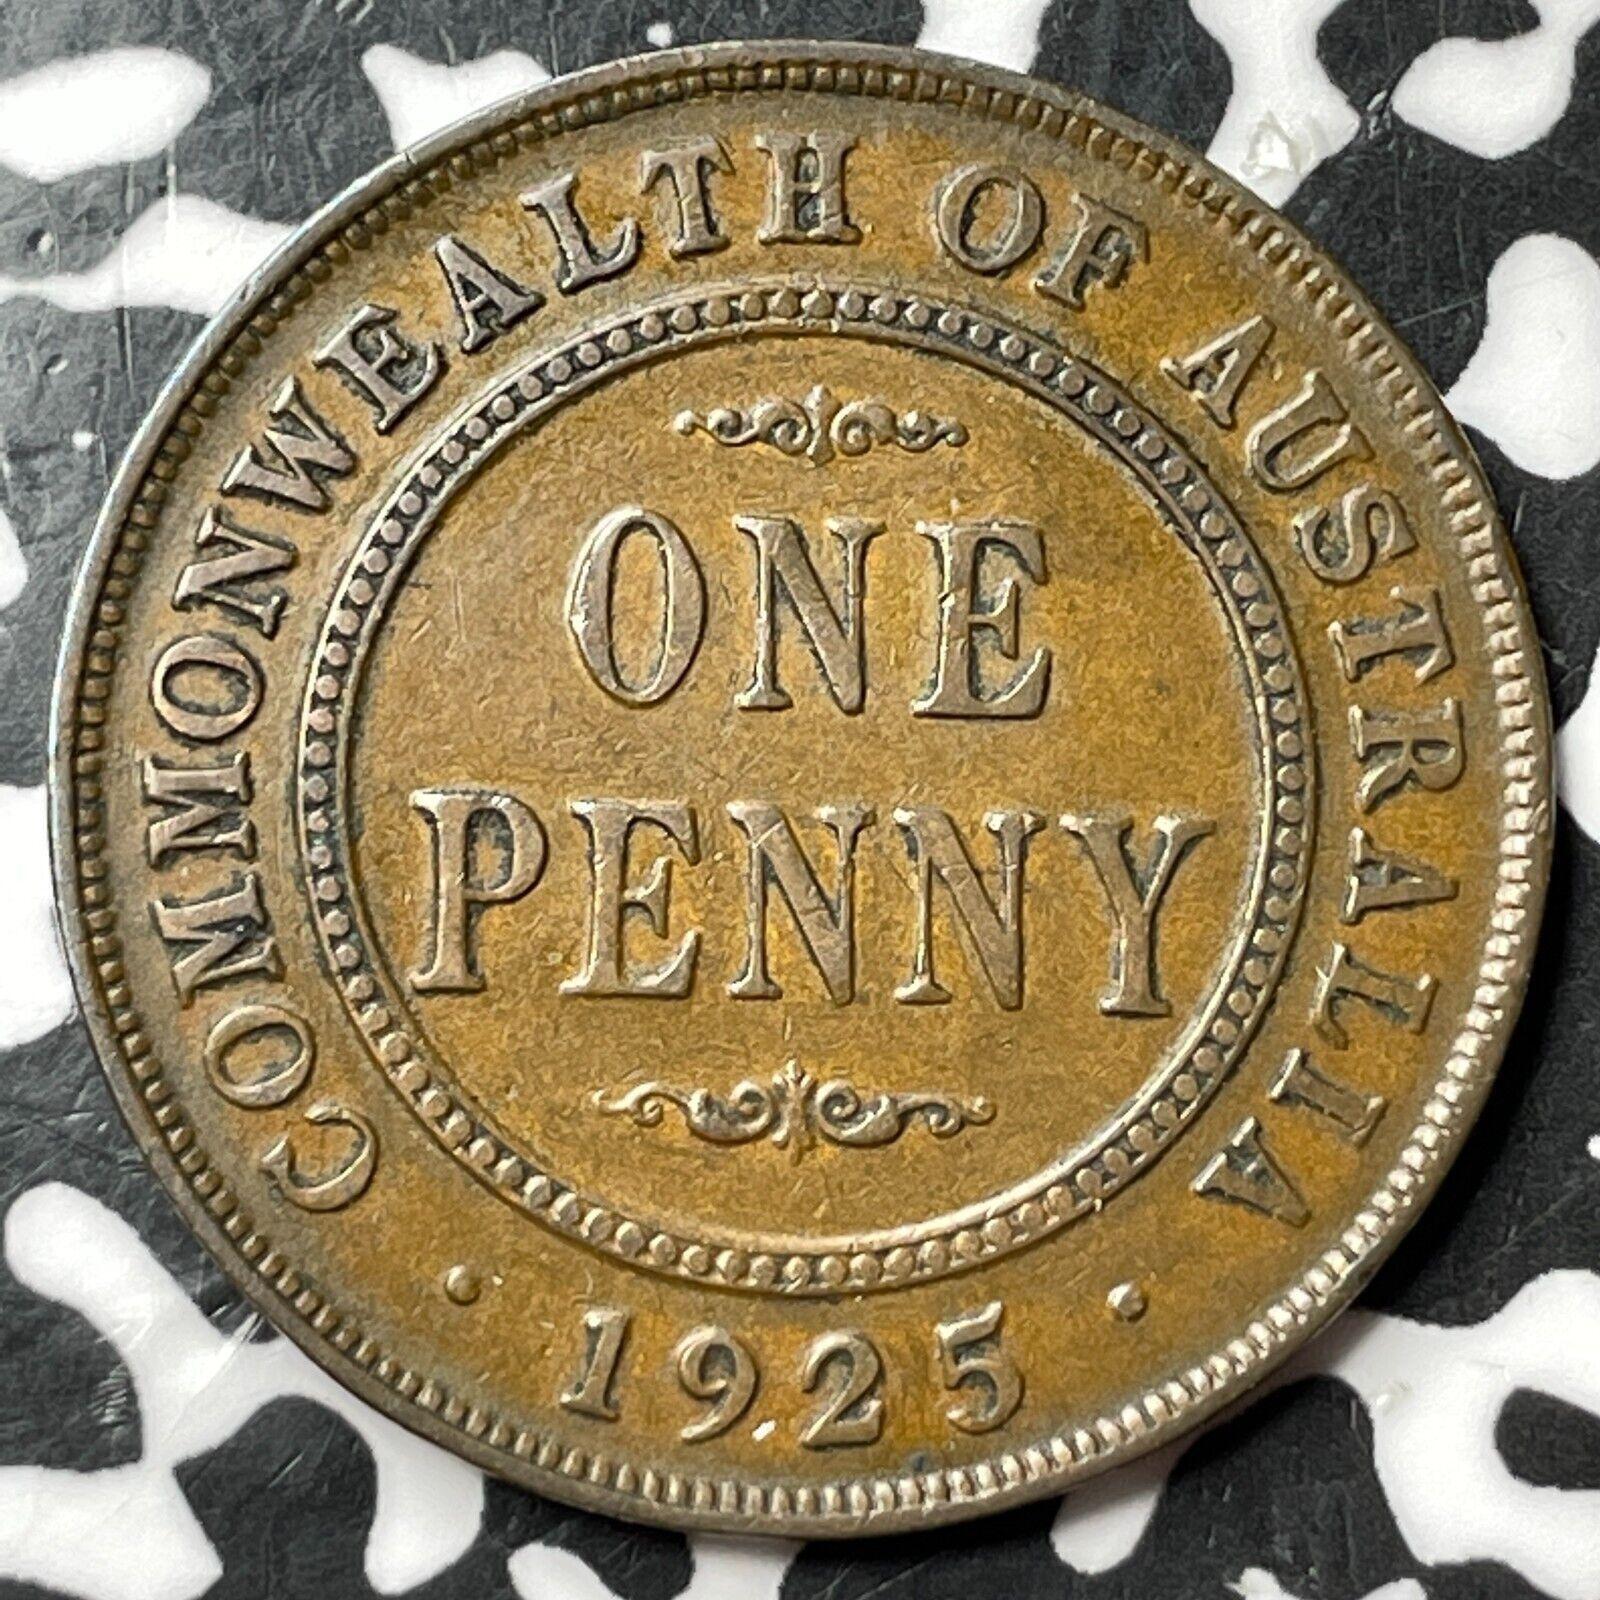 COMMONWEALTH OF AUSTRALIA
ONE
PENNY
· 1925 ·